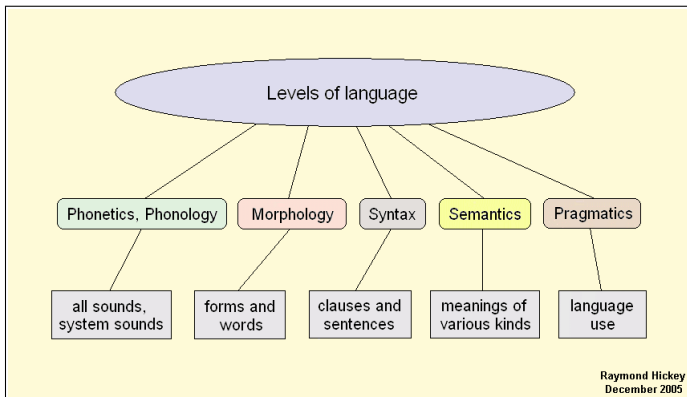 Levels of language
Phonetics, Phonology
Morphology
Syntax
Semantics
Pragmatics
all sounds,
system sounds
forms and
words
clauses and
sentences
meanings of
various kinds
language
use
Raymond Hickey
December 2005